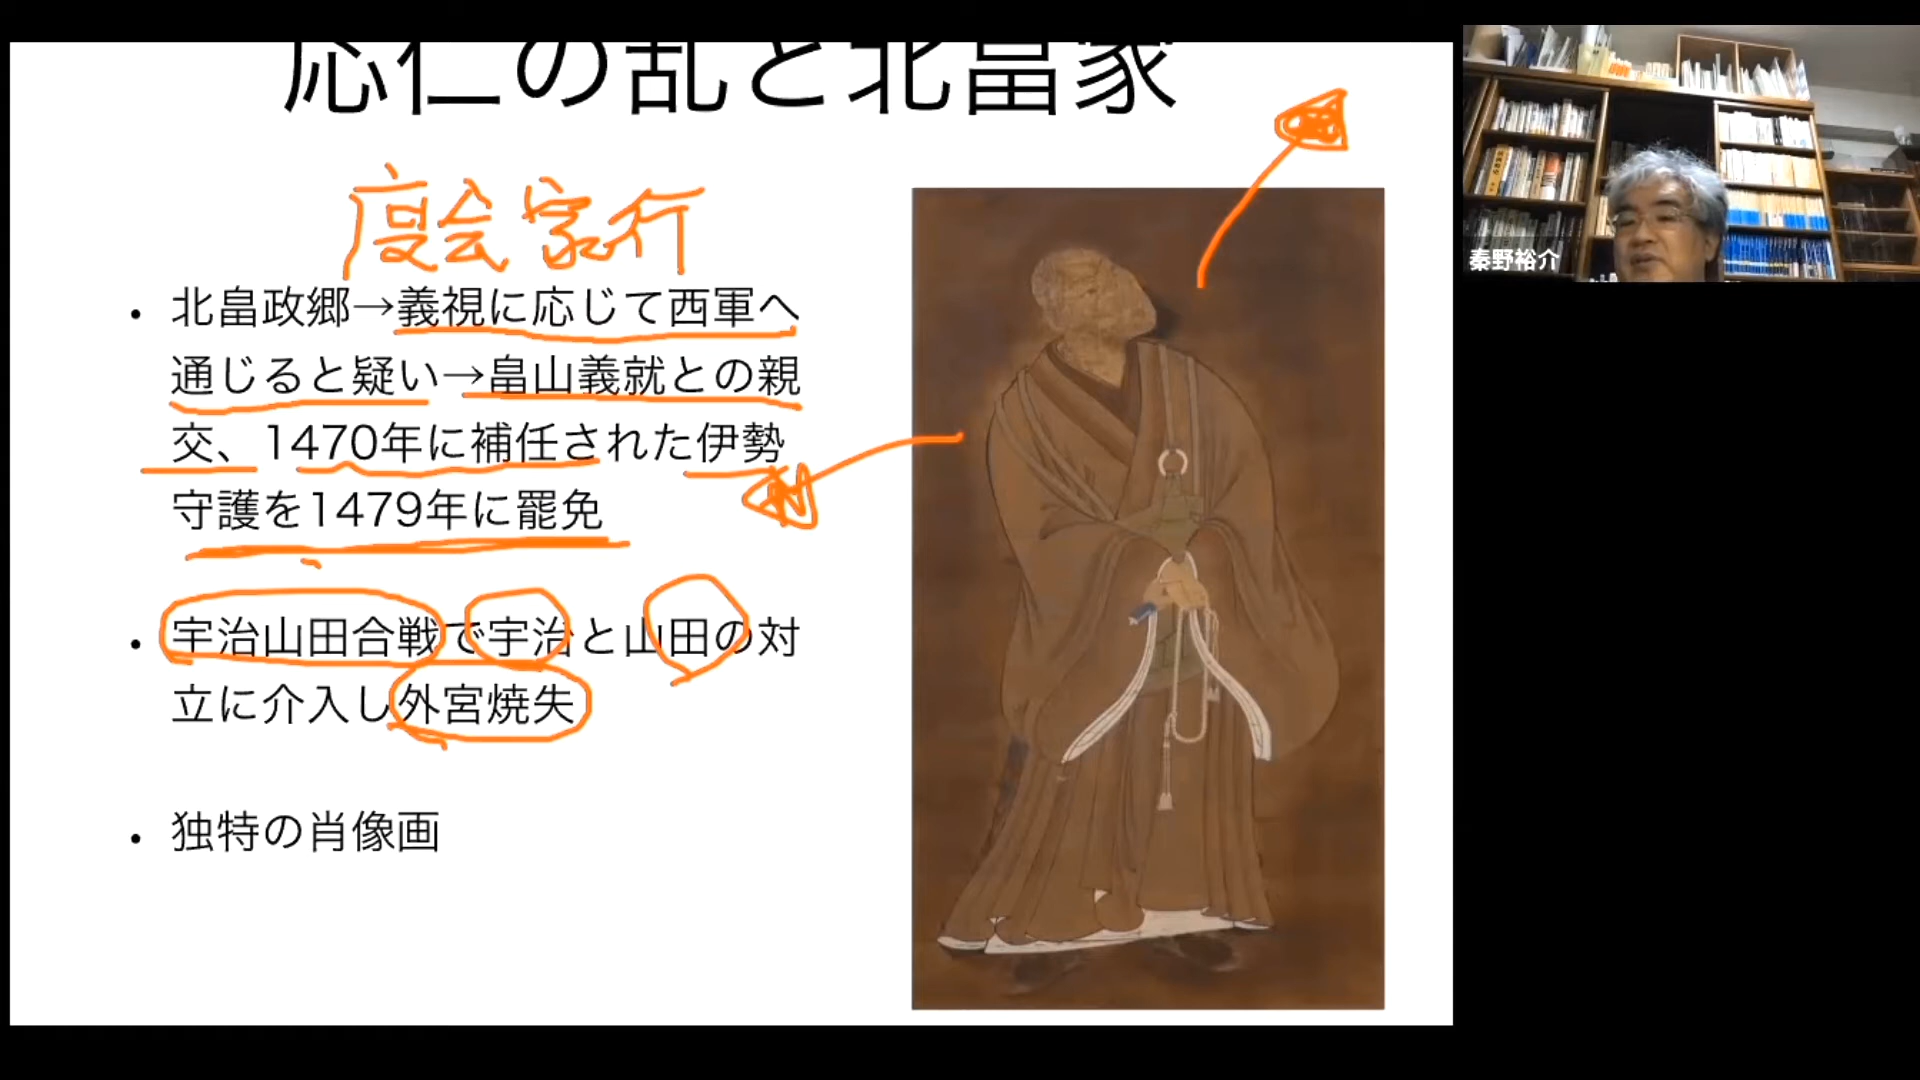 応仁の乱と北畠家
度会家行
・北畠政郷→義視に応じて西軍へ
通じると疑い→畠山義就との親
交、1470年に補任された伊勢
守護を1479年に罷免
・宇治山田合戦で宇治と山田の対
立に介入し外宮焼失
・独特の肖像画
秦野裕介